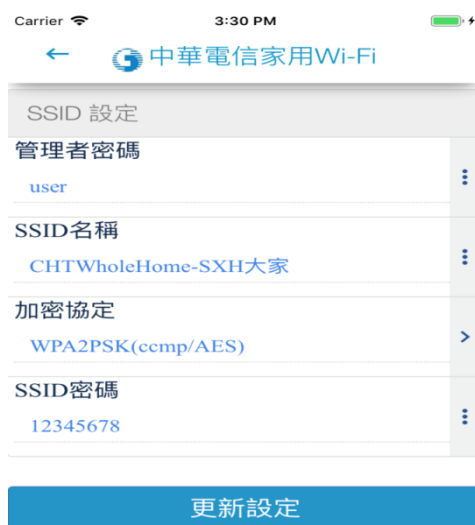 Carrier 3:30 PM
中華電信家用Wi-Fi
SSID 設定
管理者密碼
user
SSID名稱
CHTWholeHome-SXH大家
加密協定
WPA2PSK(ccmp/AES)
SSID密碼
12345678
更新設定